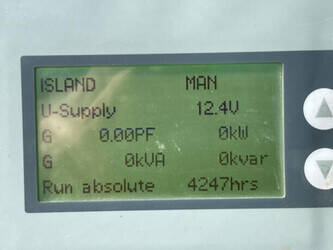 ISLAND MAN
U-Supply 12.4V
G 0.00PF 0kW
G 0kVA 0kvar
Run absolute 4247hrs